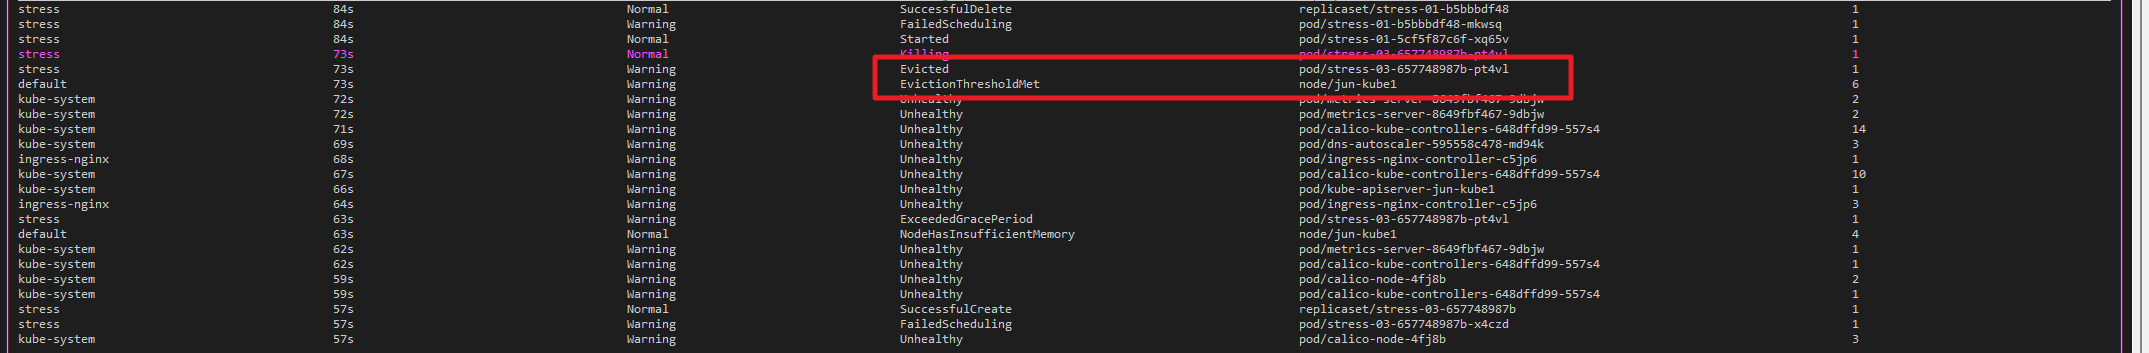 stress 84s Normal SuccessfulDelete replicaset/stress-01-b5bbbdf48 1
stress 84s Warning FailedScheduling pod/stress-01-b5bbbdf48-mkwsq 1
stress 84s Normal Started pod/stress-01-5cf5f87c6f-xq65v 1
stress 73s Normal Killing pod/stress-03-657748987b-pt4vl 1
stress 73s Warning Evicted pod/stress-03-657748987b-pt4vl 1
default 73s Warning EvictionThresholdMet node/jun-kube1 6
kube-system 72s Warning Unhealthy pod/metrics-server-8649fbf467-9dbjw 2
kube-system 72s Warning Unhealthy pod/metrics-server-8649fbf467-9dbjw 2
kube-system 71s Warning Unhealthy pod/calico-kube-controllers-648dffd99-557s4 14
kube-system 69s Warning Unhealthy pod/dns-autoscaler-595558c478-md94k 3
ingress-nginx 68s Warning Unhealthy pod/ingress-nginx-controller-c5jp6 1
kube-system 67s Warning Unhealthy pod/calico-kube-controllers-648dffd99-557s4 10
kube-system 66s Warning Unhealthy pod/kube-apiserver-jun-kube1 1
ingress-nginx 64s Warning Unhealthy pod/ingress-nginx-controller-c5jp6 3
stress 63s Warning ExceededGracePeriod pod/stress-03-657748987b-pt4vl 1
default 63s Normal NodeHasInsufficientMemory node/jun-kube1 4
kube-system 62s Warning Unhealthy pod/metrics-server-8649fbf467-9dbjw 1
kube-system 62s Warning Unhealthy pod/calico-kube-controllers-648dffd99-557s4 1
kube-system 59s Warning Unhealthy pod/calico-node-4fj8b 2
kube-system 59s Warning Unhealthy pod/calico-kube-controllers-648dffd99-557s4 1
stress 57s Normal SuccessfulCreate replicaset/stress-03-657748987b 1
stress 57s Warning FailedScheduling pod/stress-03-657748987b-x4czd 1
kube-system 57s Warning Unhealthy pod/calico-node-4fj8b 3